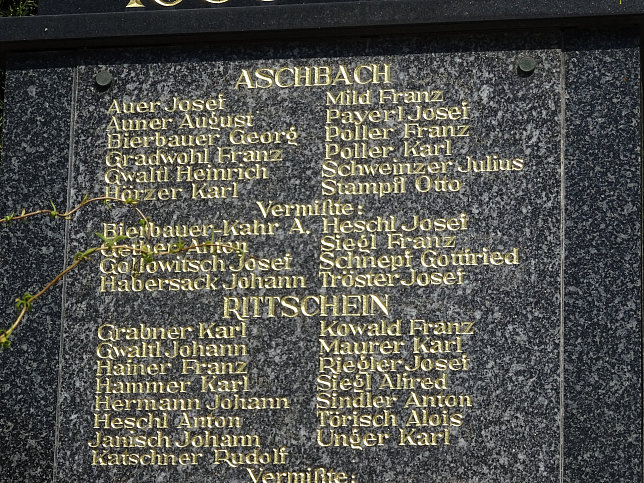 ASCHBACH
Auer Josef
Auner August
Bierbauer Georg
Gradwohl Franz
Gwaltl Heinrich
Hörzer Karl
Mild Franz
Payerl Josef
Poller Franz
Poller Karl
Schweinzer Julius
Stampfl Otto
Vermißte:
Bierbauer-Kahr A.
Anton
Josef
Habersack Johann
Heschl Josef
Siegl Franz
Schnepf Gottfried
Tröster Josef
RITTSCHEIN
Grabner Karl
Gwaltl Johann
Hainer Franz
Hammer Karl
Hermann Johann
Heschl Anton
Janisch Johann
Katschner Rudolf
Kowald Franz
Maurer Karl
Riegler Josef
Siegl Alfred
Sindler Anton
Törisch Alois
Unger Karl
Vermißte: